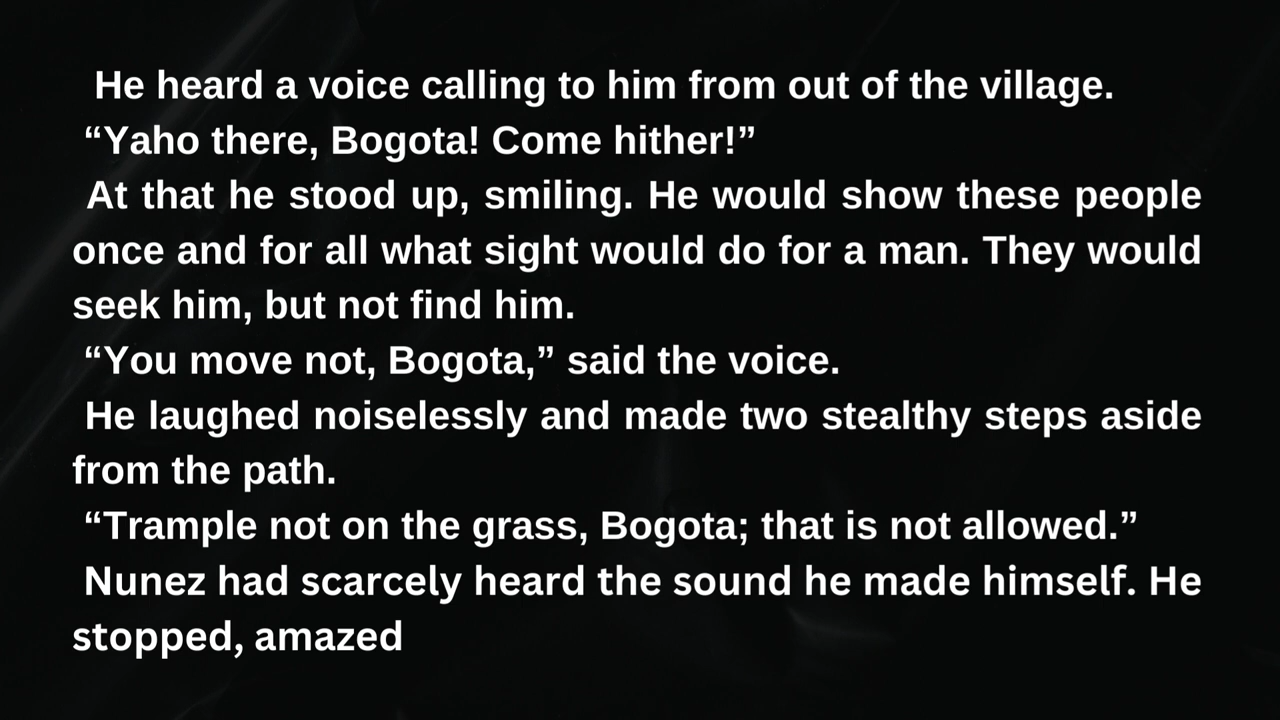 He heard a voice calling to him from out of the village.
“Yaho there, Bogota! Come hither!”
At that he stood up, smiling. He would show these people
once and for all what sight would do for a man. They would
seek him, but not find him.
“You move not, Bogota,” said the voice.
He laughed noiselessly and made two stealthy steps aside
from the path.
“Trample not on the grass, Bogota; that is not allowed.”
Nunez had scarcely heard the sound he made himself. He
stopped, amazed